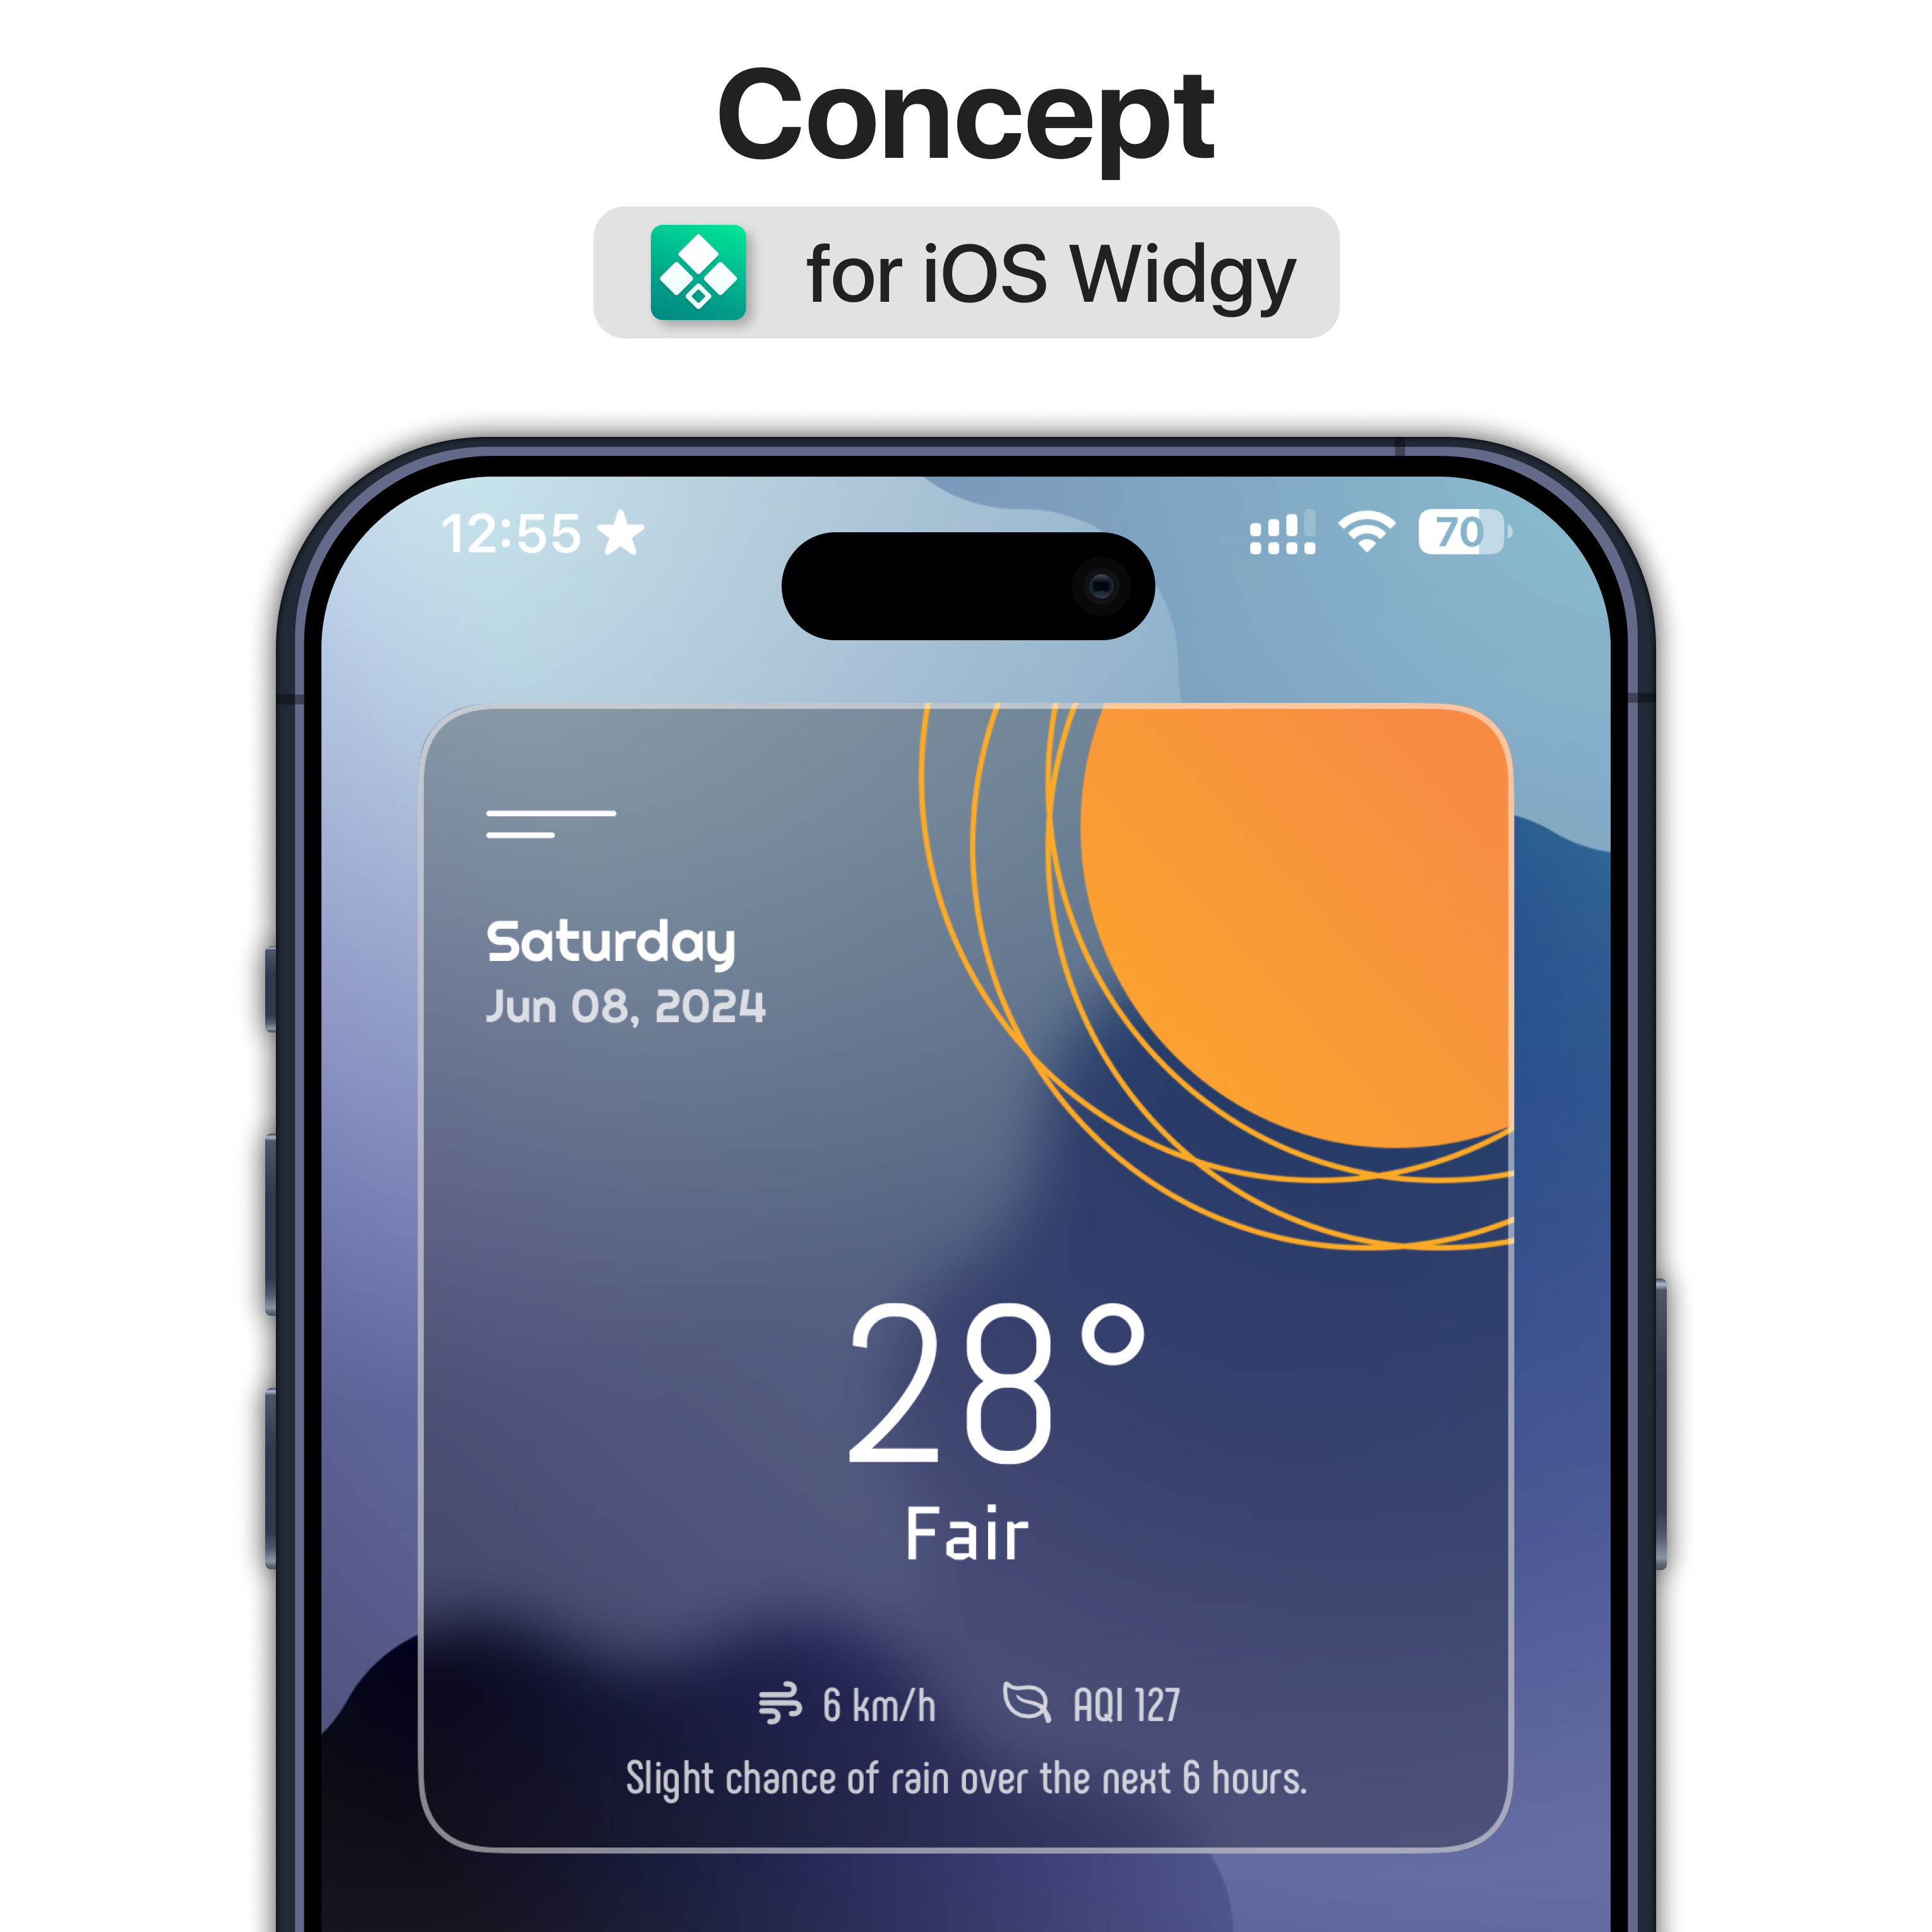 Concept
for iOS Widgy
12:55
70
Saturday
Jun 08, 2024
28°
Fair
6 km/h
AQI 127
Slight chance of rain over the next 6 hours.